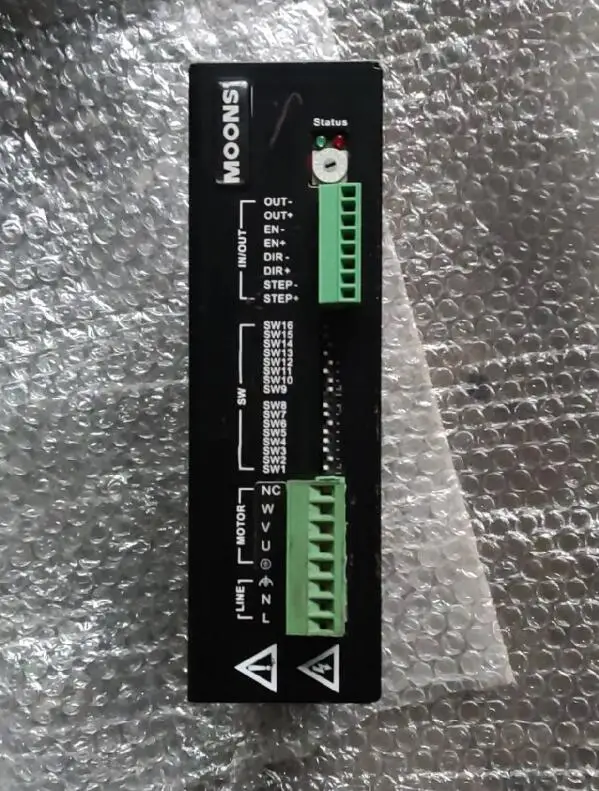 MOONS'
Status
IN/OUT
OUT-
OUT+
EN-
EN+
DIR-
DIR+
STEP-
STEP+
SW
SW16
SW15
SW14
SW13
SW12
SW11
SW10
SW9
SW8
SW7
SW6
SW5
SW4
SW3
SW2
SW1
MOTOR
NC
W
V
U
LINE
N
L